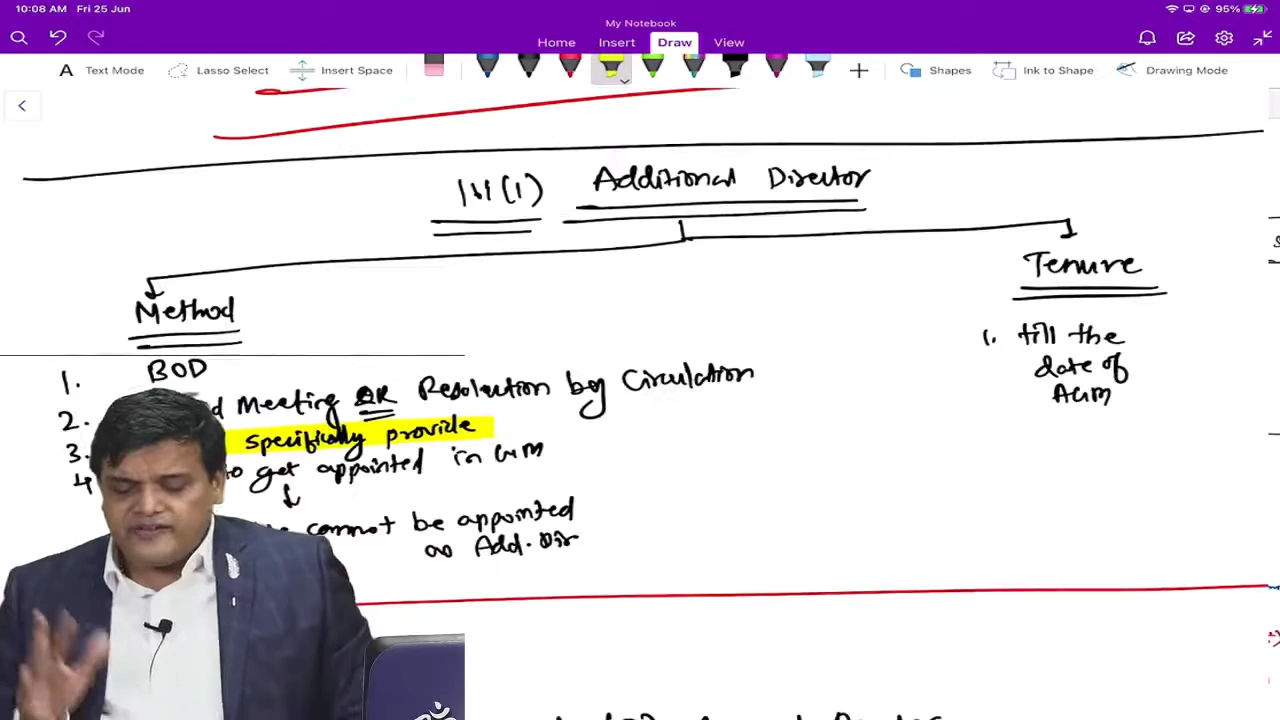 10:08 AM Fri 25 Jun
95%
My Notebook
Home Insert Draw View
Text Mode Lasso Select Insert Space Shapes Ink to Shape Drawing Mode
161(1) Additional Director
Method
Tenure
1. BOD
2. Meeting OR Resolution by Circulation
3. specifically provide
4 to get appointed in GM
cannot be appointed
as Add. Dir
1. till the
date of
AGM